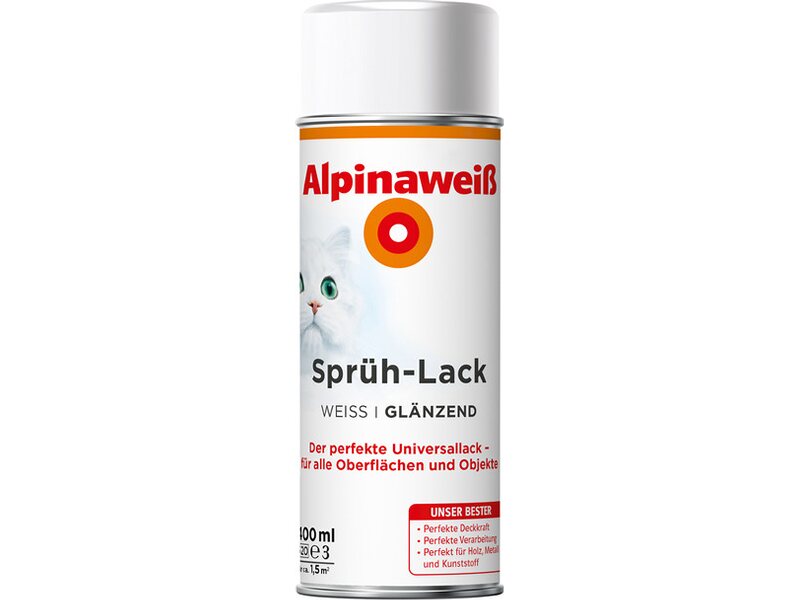 Alpinaweiß
Sprüh-Lack
WEISS | GLÄNZEND
Der perfekte Universallack -
für alle Oberflächen und Objekte
UNSER BESTER
• Perfekte Deckkraft
• Perfekte Verarbeitung
• Perfekt für Holz, Metall
und Kunststoff
400 ml
℮ 3
ca. 1,5 m²